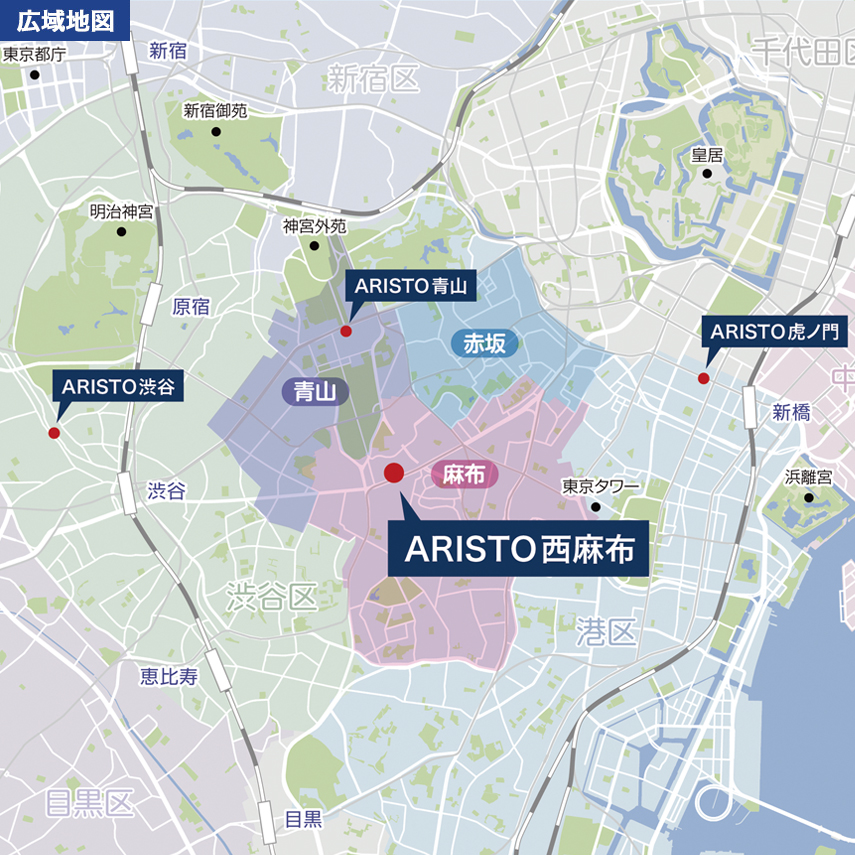 広域地図
新宿
東京都庁
新宿区
千代田区
新宿御苑
皇居
明治神宮
神宮外苑
ARISTO青山
原宿
ARISTO虎ノ門
赤坂
ARISTO渋谷
青山
中
新橋
麻布
浜離宮
東京タワー
渋谷
ARISTO西麻布
渋谷区
港区
恵比寿
目黒区
目黒